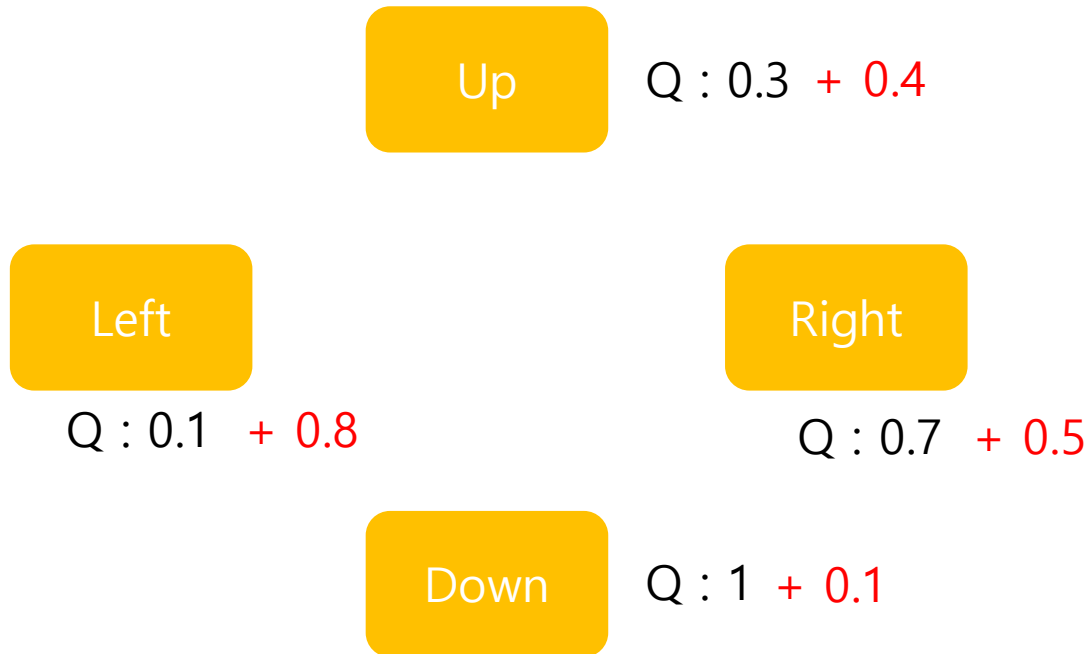 Up
Q : 0.3 + 0.4
Left
Right
Q : 0.1 + 0.8
Q : 0.7 + 0.5
Down
Q : 1 + 0.1